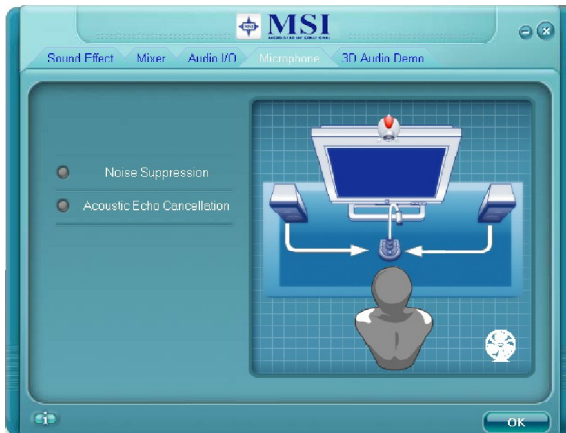 MSI
Sound Effect Mixer Audio I/O Microphone 3D Audio Demo
Noise Suppression
Acoustic Echo Cancellation
i
OK